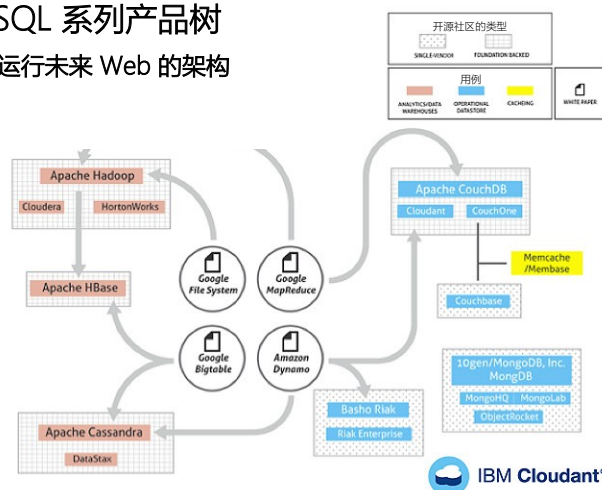 SQL 系列产品树
运行未来 Web 的架构
开源社区的类型
SINGLE-VENDOR
FOUNDATION BACKED
用例
ANALYTICS/DATA
WAREHOUSES
OPERATIONAL
DATASTORE
CACHEING
WHITE PAPER
Apache Hadoop
Cloudera
HortonWorks
Apache HBase
Google
File System
Google
MapReduce
Google
Bigtable
Amazon
Dynamo
Apache CouchDB
Cloudant
CouchOne
Memcache
/Membase
Couchbase
10gen/MongoDB, Inc.
MongDB
MongoHQ
MongoLab
ObjectRocket
Basho Riak
Riak Enterprise
Apache Cassandra
DataStax
IBM Cloudant